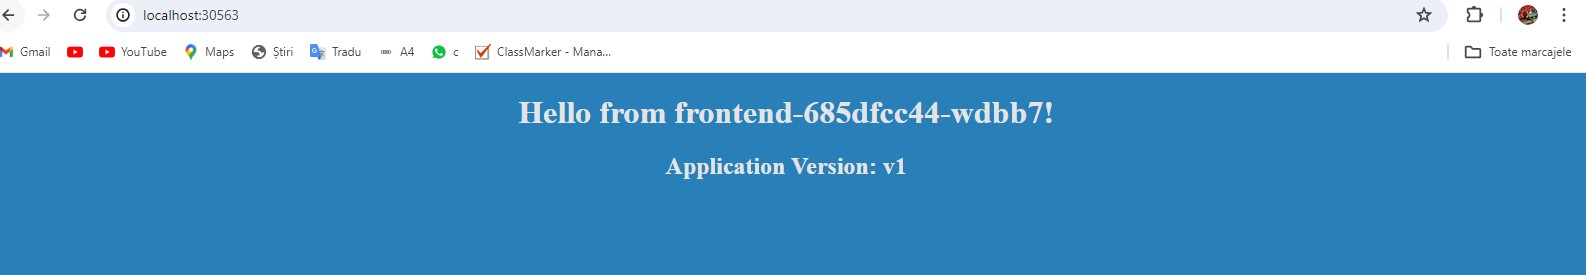 localhost:30563
Gmail YouTube Maps Știri Tradu A4 c ClassMarker - Mana... Toate marcajele
Hello from frontend-685dfcc44-wdbb7!
Application Version: v1